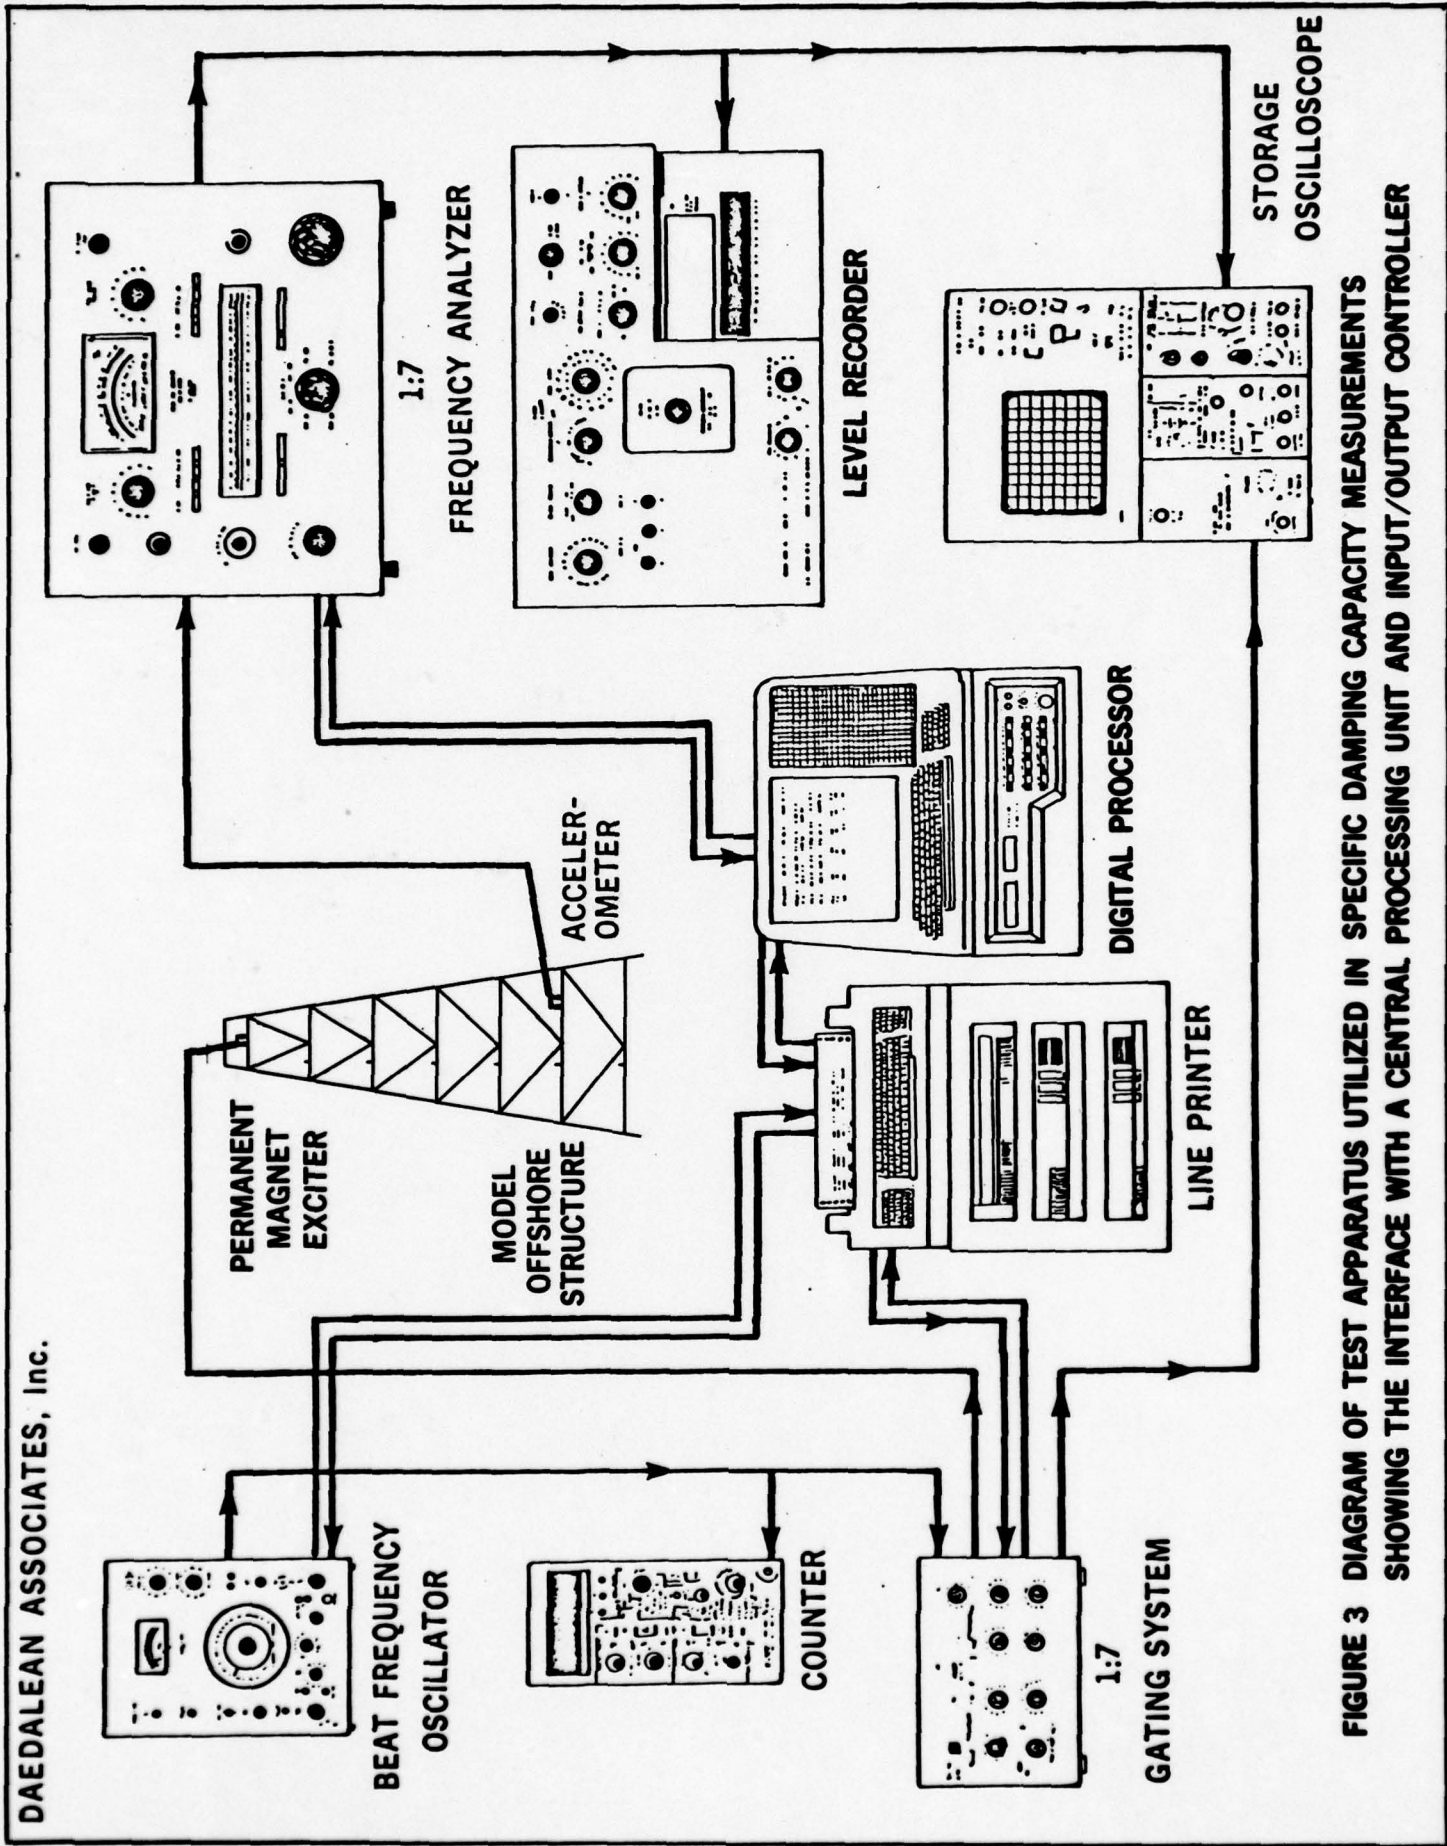 DAEDALEAN ASSOCIATES, Inc.
BEAT FREQUENCY
OSCILLATOR
COUNTER
1:7
GATING SYSTEM
PERMANENT
MAGNET
EXCITER
MODEL
OFFSHORE
STRUCTURE
ACCELER-
OMETER
LINE PRINTER
DIGITAL PROCESSOR
1:7
FREQUENCY ANALYZER
LEVEL RECORDER
STORAGE
OSCILLOSCOPE
FIGURE 3 DIAGRAM OF TEST APPARATUS UTILIZED IN SPECIFIC DAMPING CAPACITY MEASUREMENTS
SHOWING THE INTERFACE WITH A CENTRAL PROCESSING UNIT AND INPUT/OUTPUT CONTROLLER